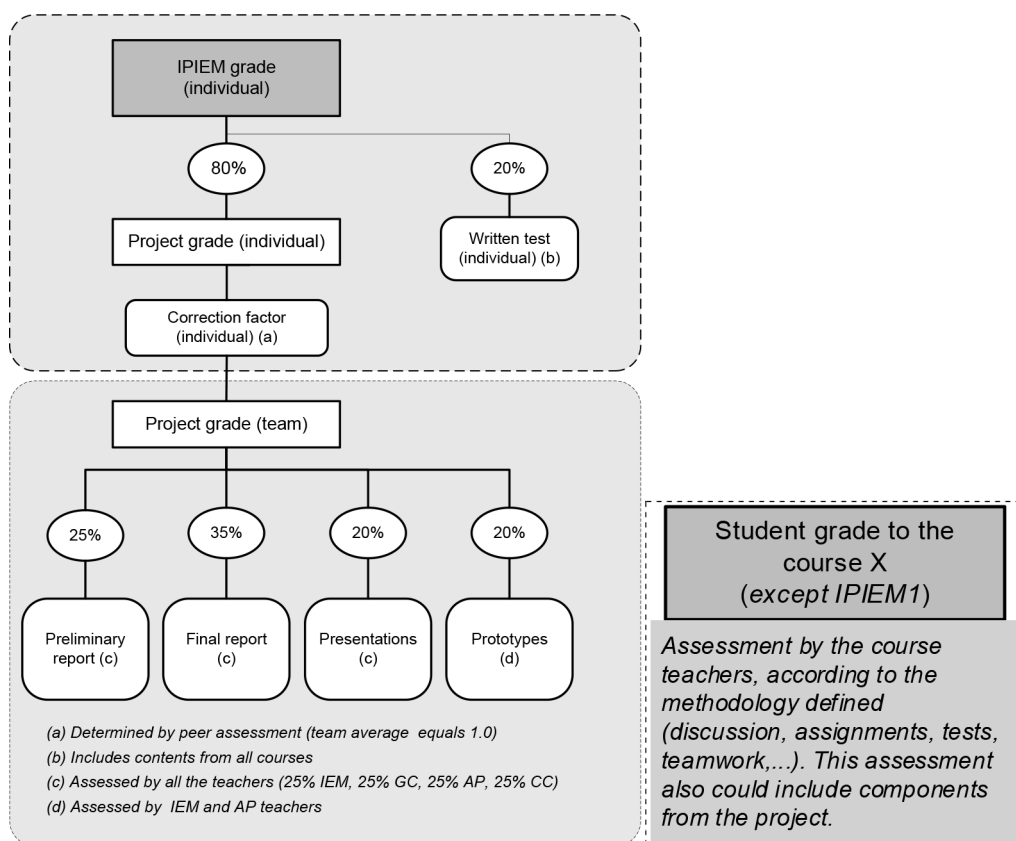 IPIEM grade
(individual)
80%
20%
Project grade (individual)
Written test
(individual) (b)
Correction factor
(individual) (a)
Project grade (team)
25%
35%
20%
20%
Preliminary
report (c)
Final report
(c)
Presentations
(c)
Prototypes
(d)
(a) Determined by peer assessment (team average equals 1.0)
(b) Includes contents from all courses
(c) Assessed by all the teachers (25% IEM, 25% GC, 25% AP, 25% CC)
(d) Assessed by IEM and AP teachers
Student grade to the
course X
(except IPIEM1)
Assessment by the course
teachers, according to the
methodology defined
(discussion, assignments, tests,
teamwork,...). This assessment
also could include components
from the project.